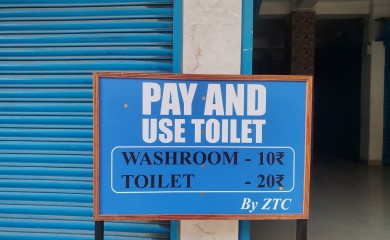 PAY AND
USE TOILET
WASHROOM - 10₹
TOILET - 20₹
By ZTC